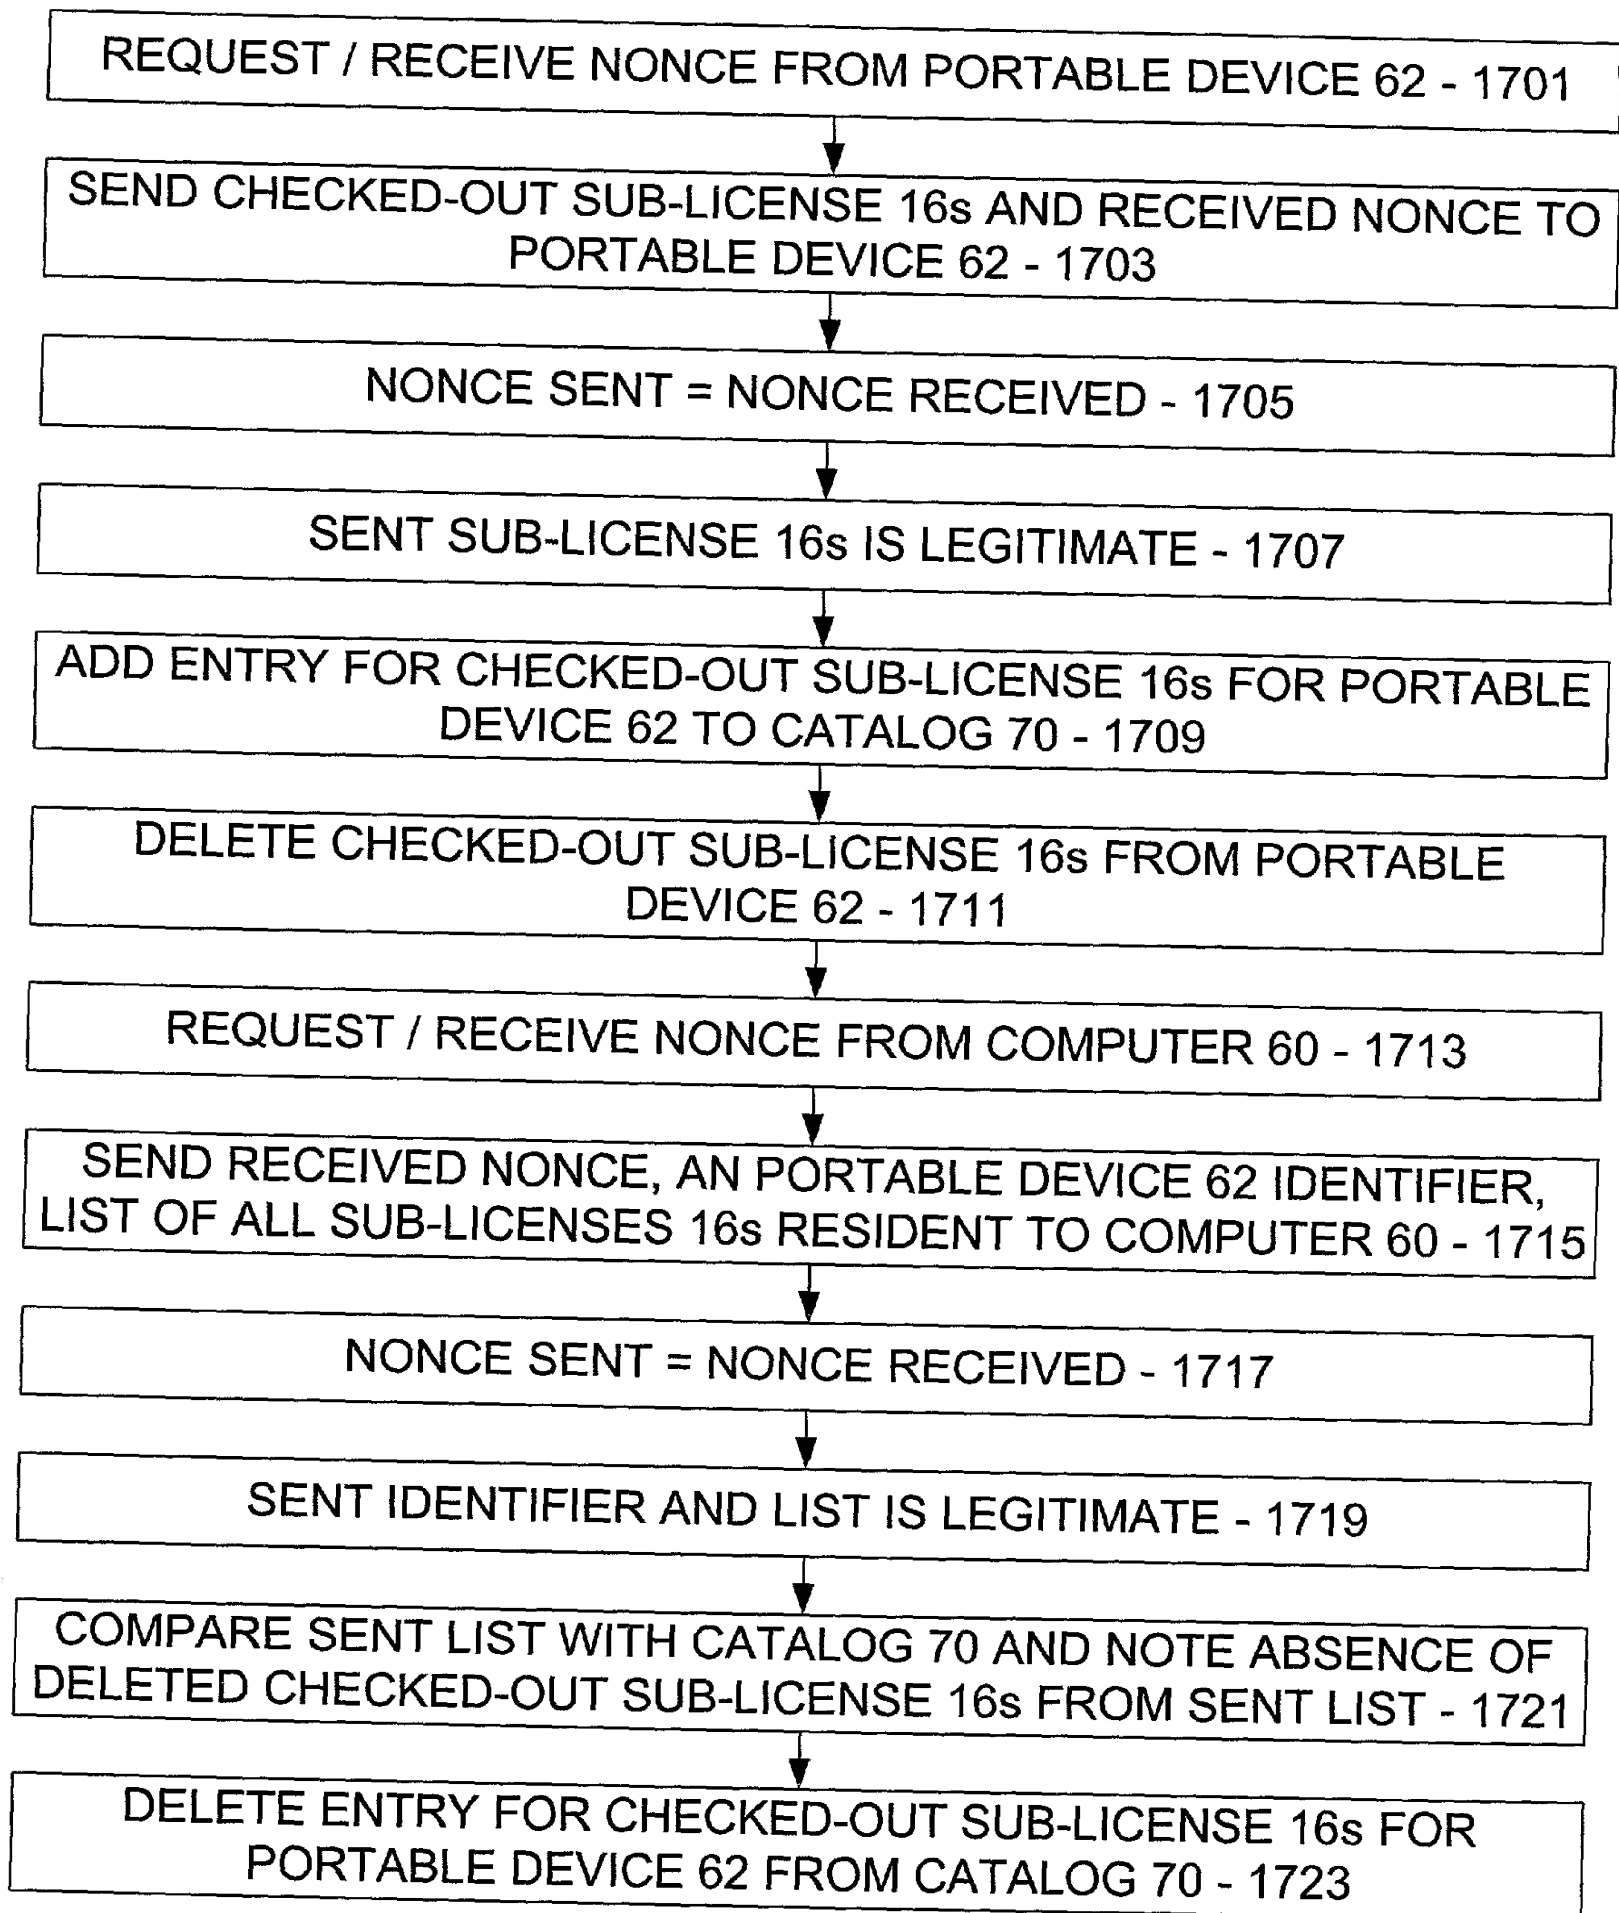 REQUEST / RECEIVE NONCE FROM PORTABLE DEVICE 62 - 1701
SEND CHECKED-OUT SUB-LICENSE 16s AND RECEIVED NONCE TO
PORTABLE DEVICE 62 - 1703
NONCE SENT = NONCE RECEIVED - 1705
SENT SUB-LICENSE 16s IS LEGITIMATE - 1707
ADD ENTRY FOR CHECKED-OUT SUB-LICENSE 16s FOR PORTABLE
DEVICE 62 TO CATALOG 70 - 1709
DELETE CHECKED-OUT SUB-LICENSE 16s FROM PORTABLE
DEVICE 62 - 1711
REQUEST / RECEIVE NONCE FROM COMPUTER 60 - 1713
SEND RECEIVED NONCE, AN PORTABLE DEVICE 62 IDENTIFIER,
LIST OF ALL SUB-LICENSES 16s RESIDENT TO COMPUTER 60 - 1715
NONCE SENT = NONCE RECEIVED - 1717
SENT IDENTIFIER AND LIST IS LEGITIMATE - 1719
COMPARE SENT LIST WITH CATALOG 70 AND NOTE ABSENCE OF
DELETED CHECKED-OUT SUB-LICENSE 16s FROM SENT LIST - 1721
DELETE ENTRY FOR CHECKED-OUT SUB-LICENSE 16s FOR
PORTABLE DEVICE 62 FROM CATALOG 70 - 1723